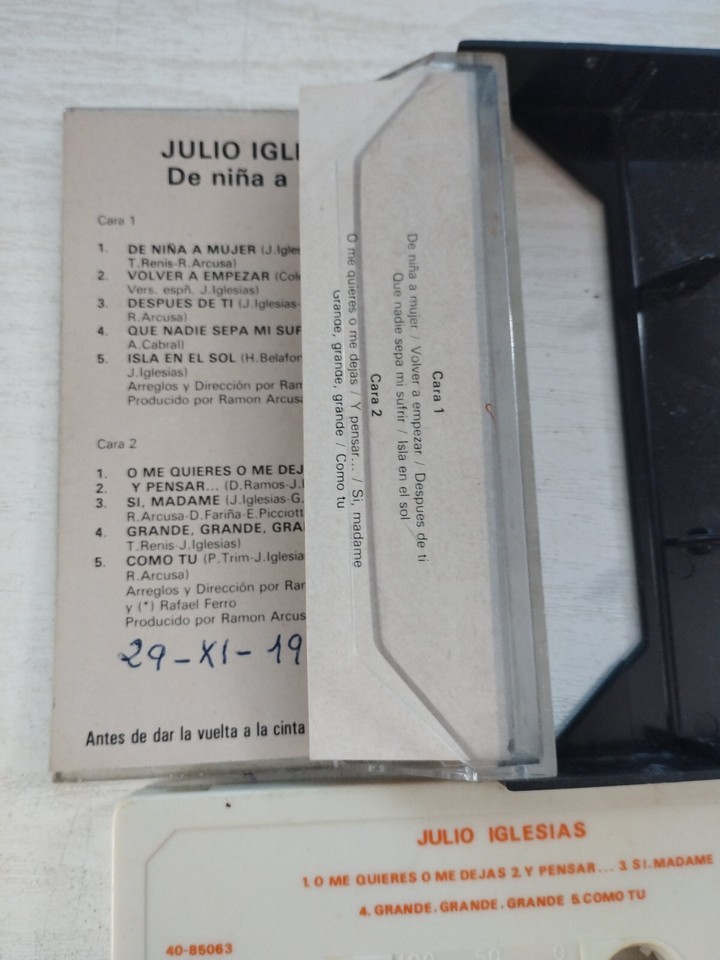 JULIO IGL
De niña a
Cara 1
1. DE NIÑA A MUJER (J.Igle
T.Renis-R.Arcusa)
2. VOLVER A EMPEZAR (Col
Vers. espñ. J.Iglesias)
3. DESPUES DE TI (J.Iglesias-
R.Arcusa)
4. QUE NADIE SEPA MI SUF
A.Cabral)
5. ISLA EN EL SOL (H.Belafon
J.Iglesias)
Arreglos y Dirección por Ram
Producido por Ramon Arcusa
Cara 2
1. O ME QUIERES O ME DEJ
2. Y PENSAR... (D.Ramos-J.I
3. SI, MADAME (J.Iglesias-G.
R.Arcusa-D.Fariña-E.Picciott
4. GRANDE, GRANDE, GRA
T.Renis-J.Iglesias)
5. COMO TU (P.Trim-J.Iglesia
R.Arcusa)
Arreglos y Dirección por Ram
y (*) Rafael Ferro
Producido por Ramon Arcus
29-XI-19
Antes de dar la vuelta a la cinta
Cara 1
De niña a mujer / Volver a empezar / Después de ti
Que nadie sepa mi sufrir / Isla en el sol
Cara 2
O me quieres o me dejas / Y pensar... / Si, madame
Grande, grande, grande / Como tu
JULIO IGLESIAS
1. O ME QUIERES O ME DEJAS 2. Y PENSAR... 3. SI. MADAME
4. GRANDE. GRANDE. GRANDE 5. COMO TU
40-85063